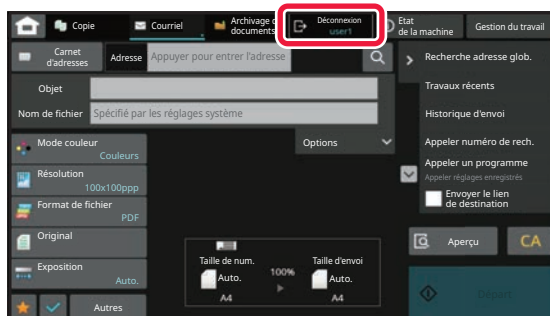 Copie
Courriel
Archivage d
documents
Déconnexion
user1
Etat
de la machine
Gestion du travail
Carnet
d'adresses
Adresse
Appuyer pour entrer l'adresse
Recherche adresse glob.
Objet
Travaux récents
Nom de fichier
Spécifié par les réglages système
Historique d'envoi
Mode couleur
Couleurs
Options
Appeler numéro de rech.
Résolution
100x100ppp
Appeler un programme
Appeler réglages enregistrés
Format de fichier
PDF
Envoyer le lien
de destination
Original
Aperçu
CA
Exposition
Auto.
Taille de num.
Auto.
A4
100%
Taille d'envoi
Auto.
A4
Autres
Départ